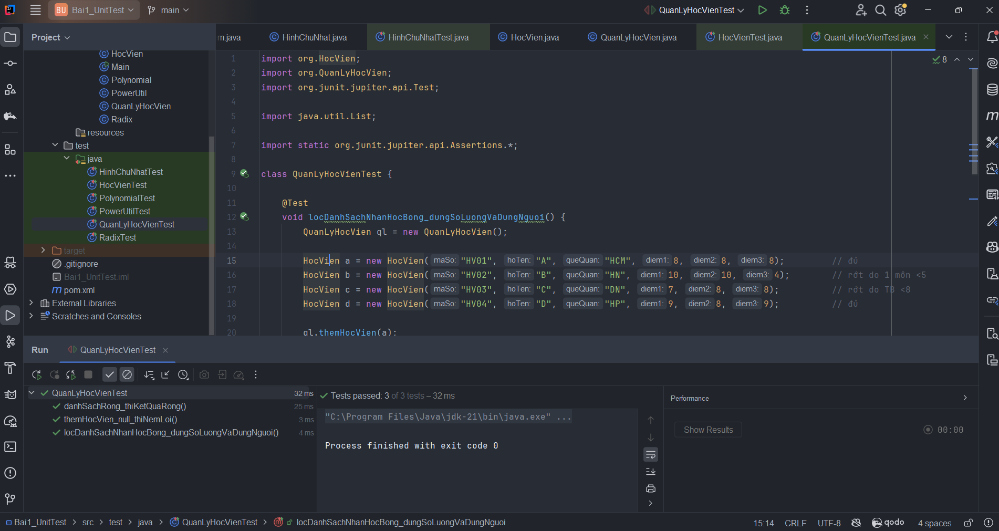 BU Bai1_UnitTest main QuanLyHocVienTest
Project
m.java HinhChuNhat.java HinhChuNhatTest.java HocVien.java QuanLyHocVien.java HocVienTest.java QuanLyHocVienTest.java
HocVien
Main
Polynomial
PowerUtil
QuanLyHocVien
Radix
resources
test
java
HinhChuNhatTest
HocVienTest
PolynomialTest
PowerUtilTest
QuanLyHocVienTest
RadixTest
target
.gitignore
Bai1_UnitTest.iml
pom.xml
External Libraries
Scratches and Consoles
8
1 import org.HocVien;
2 import org.QuanLyHocVien;
3 import org.junit.jupiter.api.Test;
4
5 import java.util.List;
6
7 import static org.junit.jupiter.api.Assertions.*;
8
9 class QuanLyHocVienTest {
10
11 @Test
12 void locDanhSachNhanHocBong_dungSoLuongVaDungNguoi() {
13 QuanLyHocVien ql = new QuanLyHocVien();
14
15 HocVien a = new HocVien( maSo: "HV01", hoTen: "A", queQuan: "HCM", diem1: 8, diem2: 8, diem3: 8); // đủ
16 HocVien b = new HocVien( maSo: "HV02", hoTen: "B", queQuan: "HN", diem1: 10, diem2: 10, diem3: 4); // rớt do 1 môn <5
17 HocVien c = new HocVien( maSo: "HV03", hoTen: "C", queQuan: "DN", diem1: 7, diem2: 8, diem3: 8); // rớt do TB <8
18 HocVien d = new HocVien( maSo: "HV04", hoTen: "D", queQuan: "HP", diem1: 9, diem2: 8, diem3: 9); // đủ
19
20 ql.themHocVien(a);
Run QuanLyHocVienTest
QuanLyHocVienTest 32 ms
danhSachRong_thiKetQuaRong() 25 ms
themHocVien_null_thiNemLoi() 3 ms
locDanhSachNhanHocBong_dungSoLuongVaDungNguoi() 4 ms
Tests passed: 3 of 3 tests – 32 ms
"C:\Program Files\Java\jdk-21\bin\java.exe" ...
Process finished with exit code 0
Performance
Show Results 00:00
Bai1_UnitTest > src > test > java > QuanLyHocVienTest > locDanhSachNhanHocBong_dungSoLuongVaDungNguoi
15:14 CRLF UTF-8 qodo 4 spaces